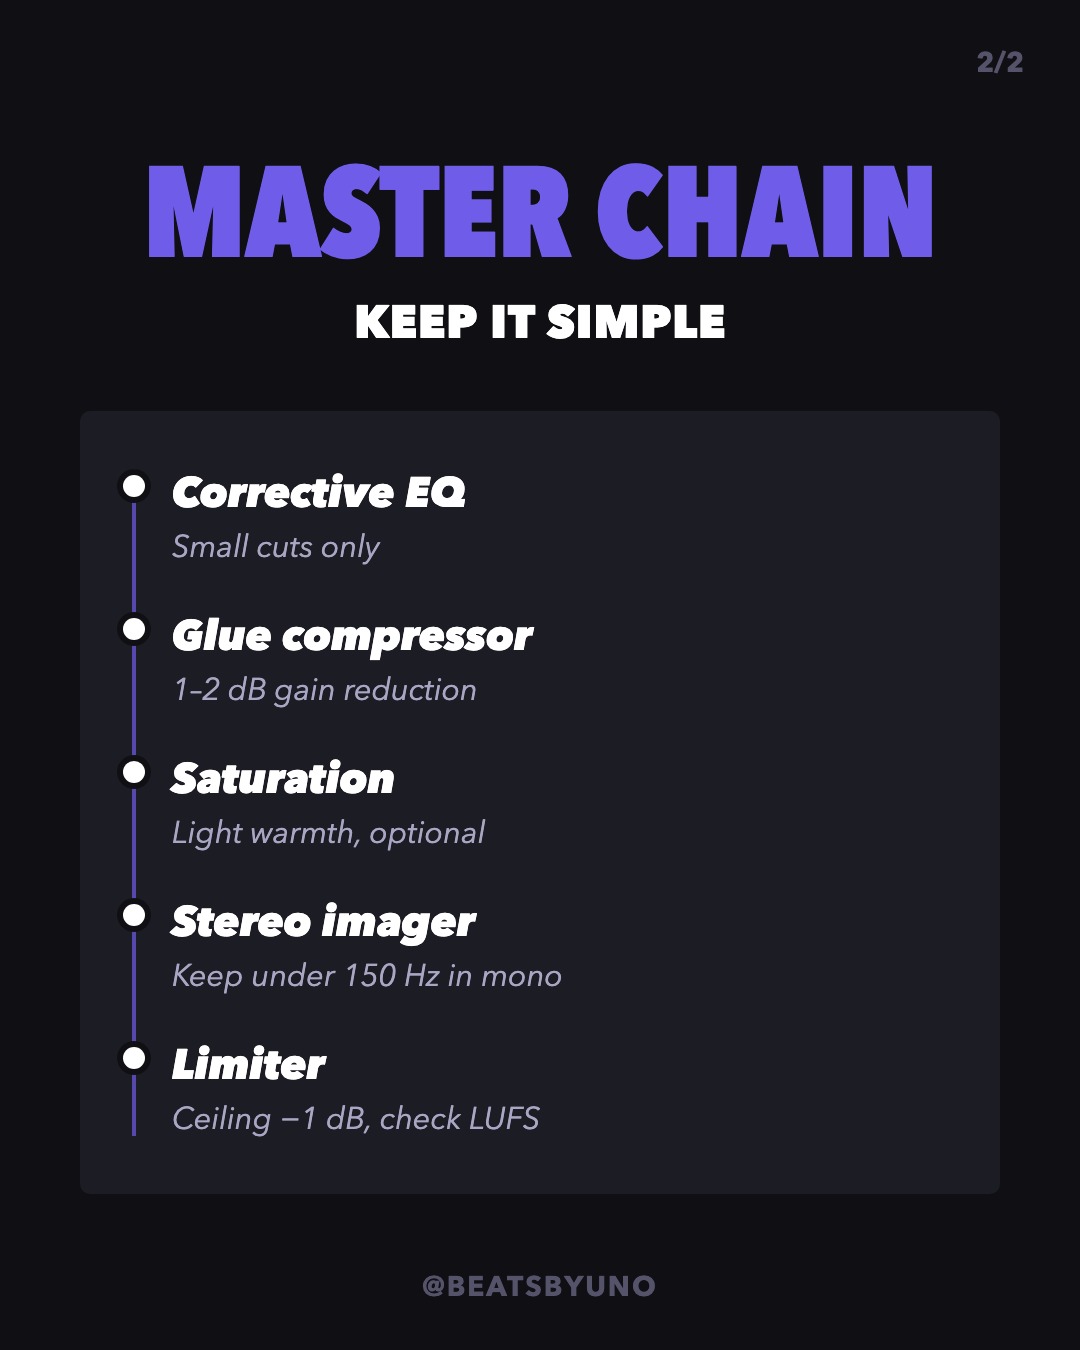 2/2
MASTER CHAIN
KEEP IT SIMPLE
Corrective EQ
Small cuts only
Glue compressor
1–2 dB gain reduction
Saturation
Light warmth, optional
Stereo imager
Keep under 150 Hz in mono
Limiter
Ceiling −1 dB, check LUFS
@BEATSBYUNO